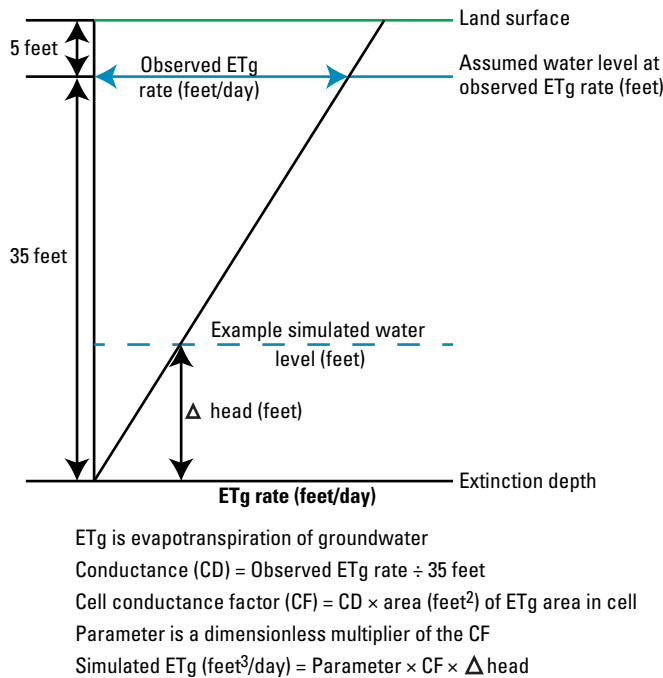 Land surface
5 feet
Observed ETg
rate (feet/day)
Assumed water level at
observed ETg rate (feet)
35 feet
Example simulated water
level (feet)
Δ head (feet)
Extinction depth
ETg rate (feet/day)
ETg is evapotranspiration of groundwater
Conductance (CD) = Observed ETg rate ÷ 35 feet
Cell conductance factor (CF) = CD × area (feet²) of ETg area in cell
Parameter is a dimensionless multiplier of the CF
Simulated ETg (feet³/day) = Parameter × CF × Δ head